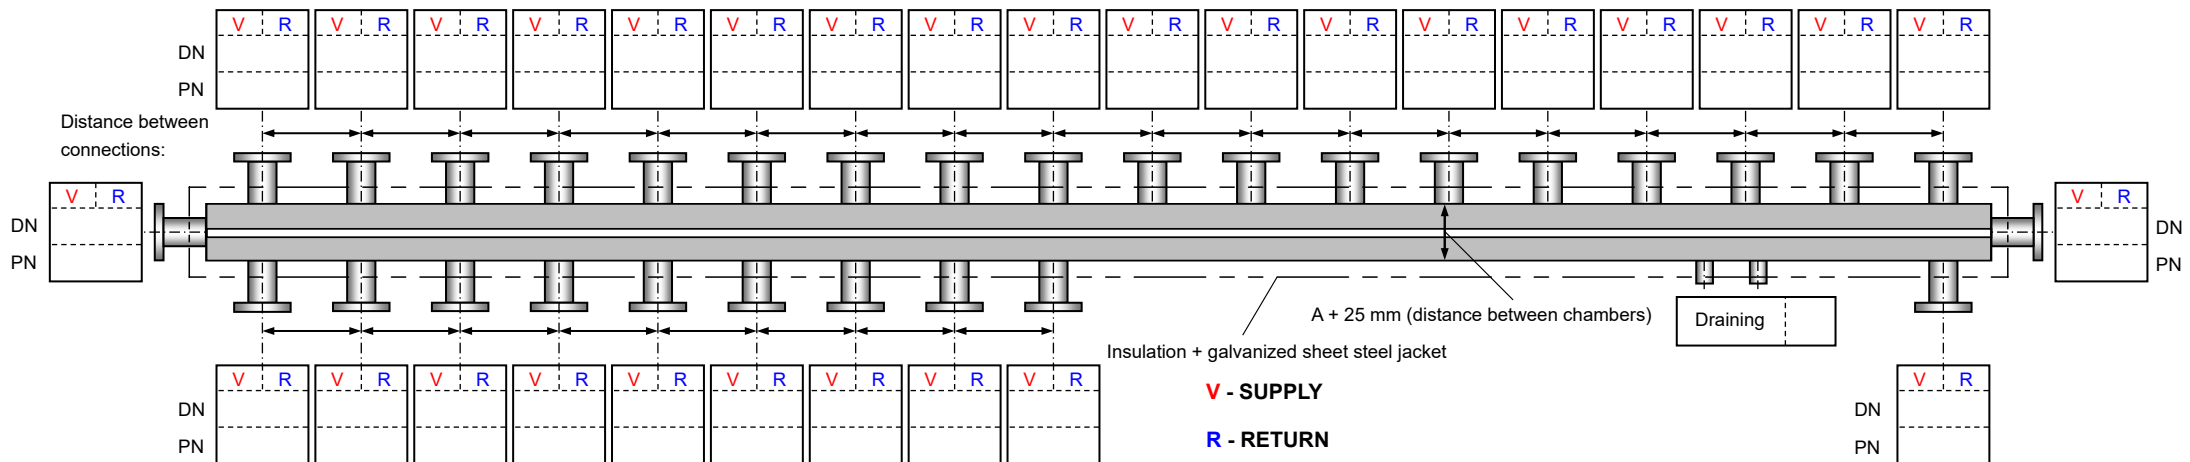 V R V R V R V R V R V R V R V R V R V R V R V R V R V R V R V R V R V R
DN
PN
Distance between
connections:
V R
DN
PN
V R
DN
PN
A + 25 mm (distance between chambers)
Draining
Insulation + galvanized sheet steel jacket
V R V R V R V R V R V R V R V R V R
DN
PN
V - SUPPLY
R - RETURN
V R
DN
PN